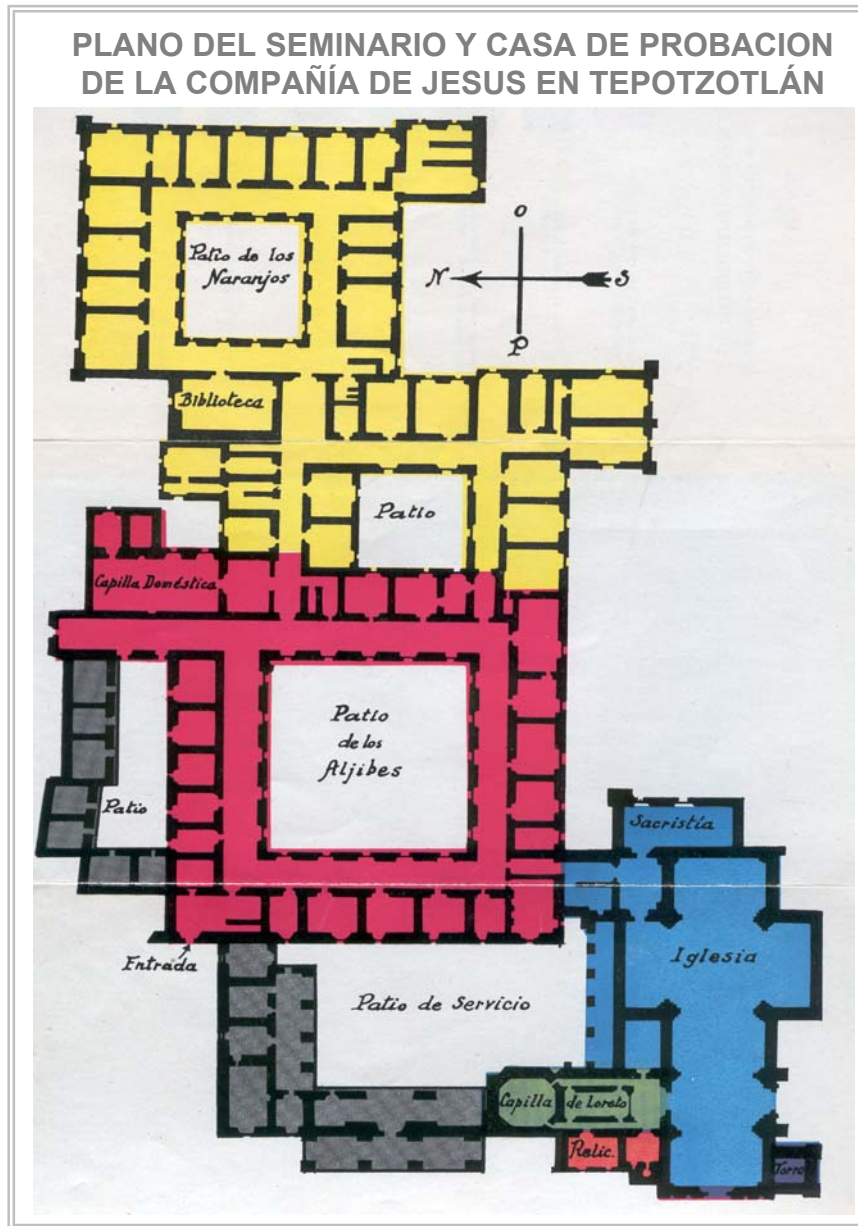 PLANO DEL SEMINARIO Y CASA DE PROBACION
DE LA COMPAÑÍA DE JESUS EN TEPOTZOTLÁN
O
N
S
P
Patio de los
Naranjos
Biblioteca
Patio
Capilla Doméstica
Patio
de los
Aljibes
Patio
Sacristía
Entrada
Iglesia
Patio de Servicio
Capilla de Loreto
Relic.
Torre